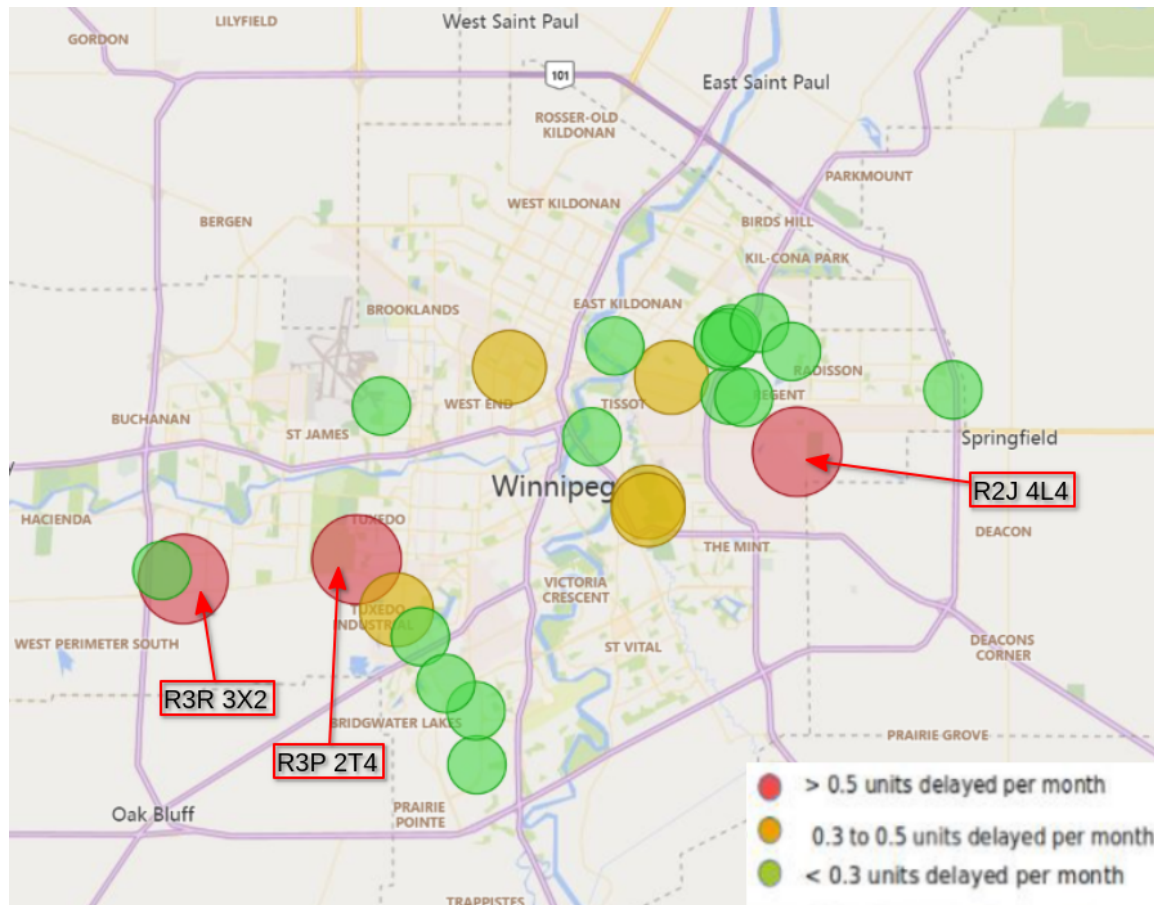 West Saint Paul
LILYFIELD
GORDON
101
East Saint Paul
ROSSER-OLD
KILDONAN
PARKMOUNT
WEST KILDONAN
BERGEN
BIRDS HILL
KIL-CONA PARK
EAST KILDONAN
BROOKLANDS
RADISSON
REGENT
WEST END
TISSOT
BUCHANAN
ST JAMES
Springfield
Winnipeg
R2J 4L4
HACIENDA
TUXEDO
DEACON
THE MINT
VICTORIA
CRESCENT
TUXEDO
INDUSTRIAL
WEST PERIMETER SOUTH
ST VITAL
DEACONS
CORNER
R3R 3X2
BRIDGWATER LAKES
PRAIRIE GROVE
R3P 2T4
> 0.5 units delayed per month
Oak Bluff
PRAIRIE
POINTE
0.3 to 0.5 units delayed per month
< 0.3 units delayed per month
TRAPPISTES